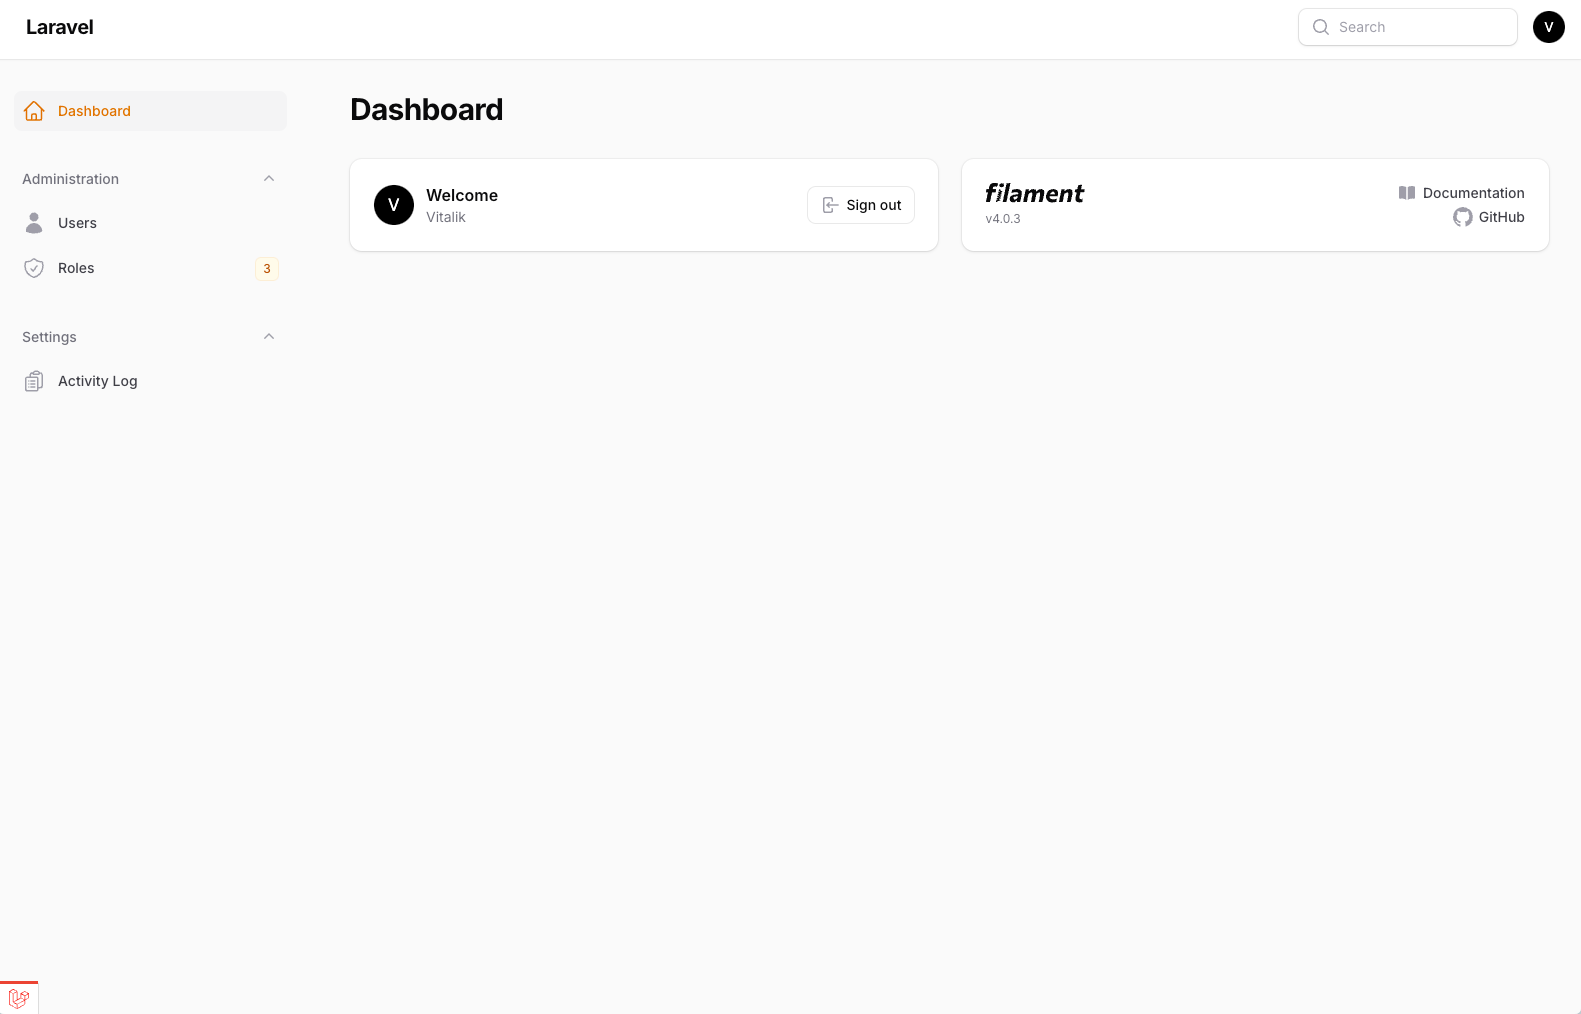 Laravel
Search
V
Dashboard
Administration
Users
Roles
3
Settings
Activity Log
Dashboard
V
Welcome
Vitalik
Sign out
filament
v4.0.3
Documentation
GitHub